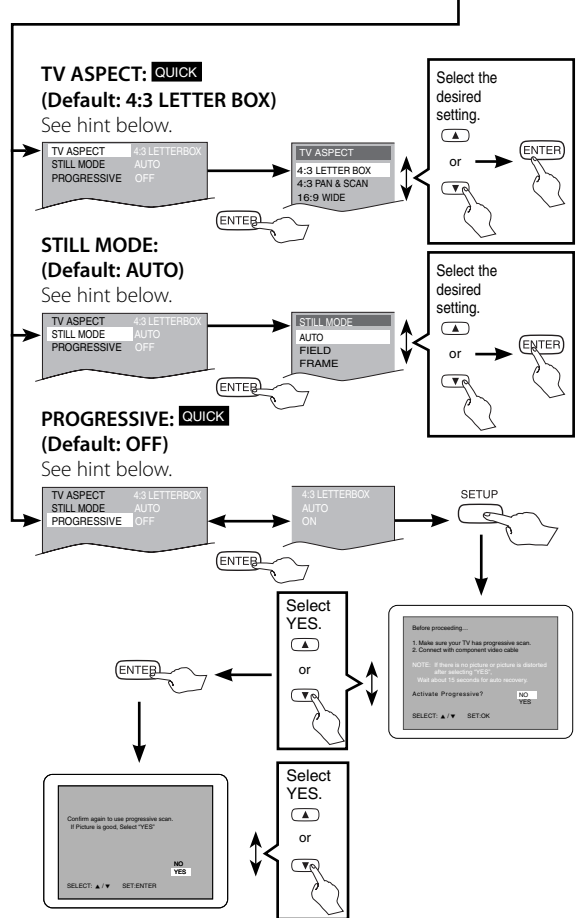 TV ASPECT: QUICK
(Default: 4:3 LETTER BOX)
See hint below.
TV ASPECT 4:3 LETTERBOX
STILL MODE AUTO
PROGRESSIVE OFF
ENTER
TV ASPECT
4:3 LETTER BOX
4:3 PAN & SCAN
16:9 WIDE
Select the
desired
setting.
▲
or
▼
ENTER
STILL MODE:
(Default: AUTO)
See hint below.
TV ASPECT 4:3 LETTERBOX
STILL MODE AUTO
PROGRESSIVE OFF
ENTER
STILL MODE
AUTO
FIELD
FRAME
Select the
desired
setting.
▲
or
▼
ENTER
PROGRESSIVE: QUICK
(Default: OFF)
See hint below.
TV ASPECT 4:3 LETTERBOX
STILL MODE AUTO
PROGRESSIVE OFF
ENTER
4:3 LETTERBOX
AUTO
ON
SETUP
Before proceeding...
1. Make sure your TV has progressive scan.
2. Connect with component video cable
NOTE: If there is no picture or picture is distorted
after selecting "YES",
Wait about 15 seconds for auto recovery.
Activate Progressive? NO
YES
SELECT: ▲ / ▼ SET:OK
Select
YES.
▲
or
▼
ENTER
Confirm again to use progressive scan.
If Picture is good, Select "YES"
NO
YES
SELECT: ▲ / ▼ SET:ENTER
Select
YES.
▲
or
▼